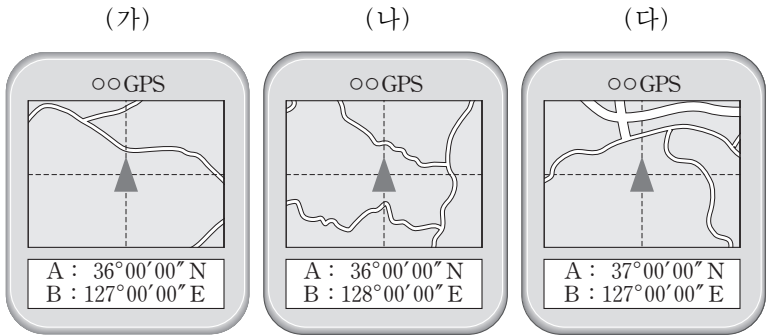 (가)
○○GPS
A : 36°00′00″ N
B : 127°00′00″ E
(나)
○○GPS
A : 36°00′00″ N
B : 128°00′00″ E
(다)
○○GPS
A : 37°00′00″ N
B : 127°00′00″ E